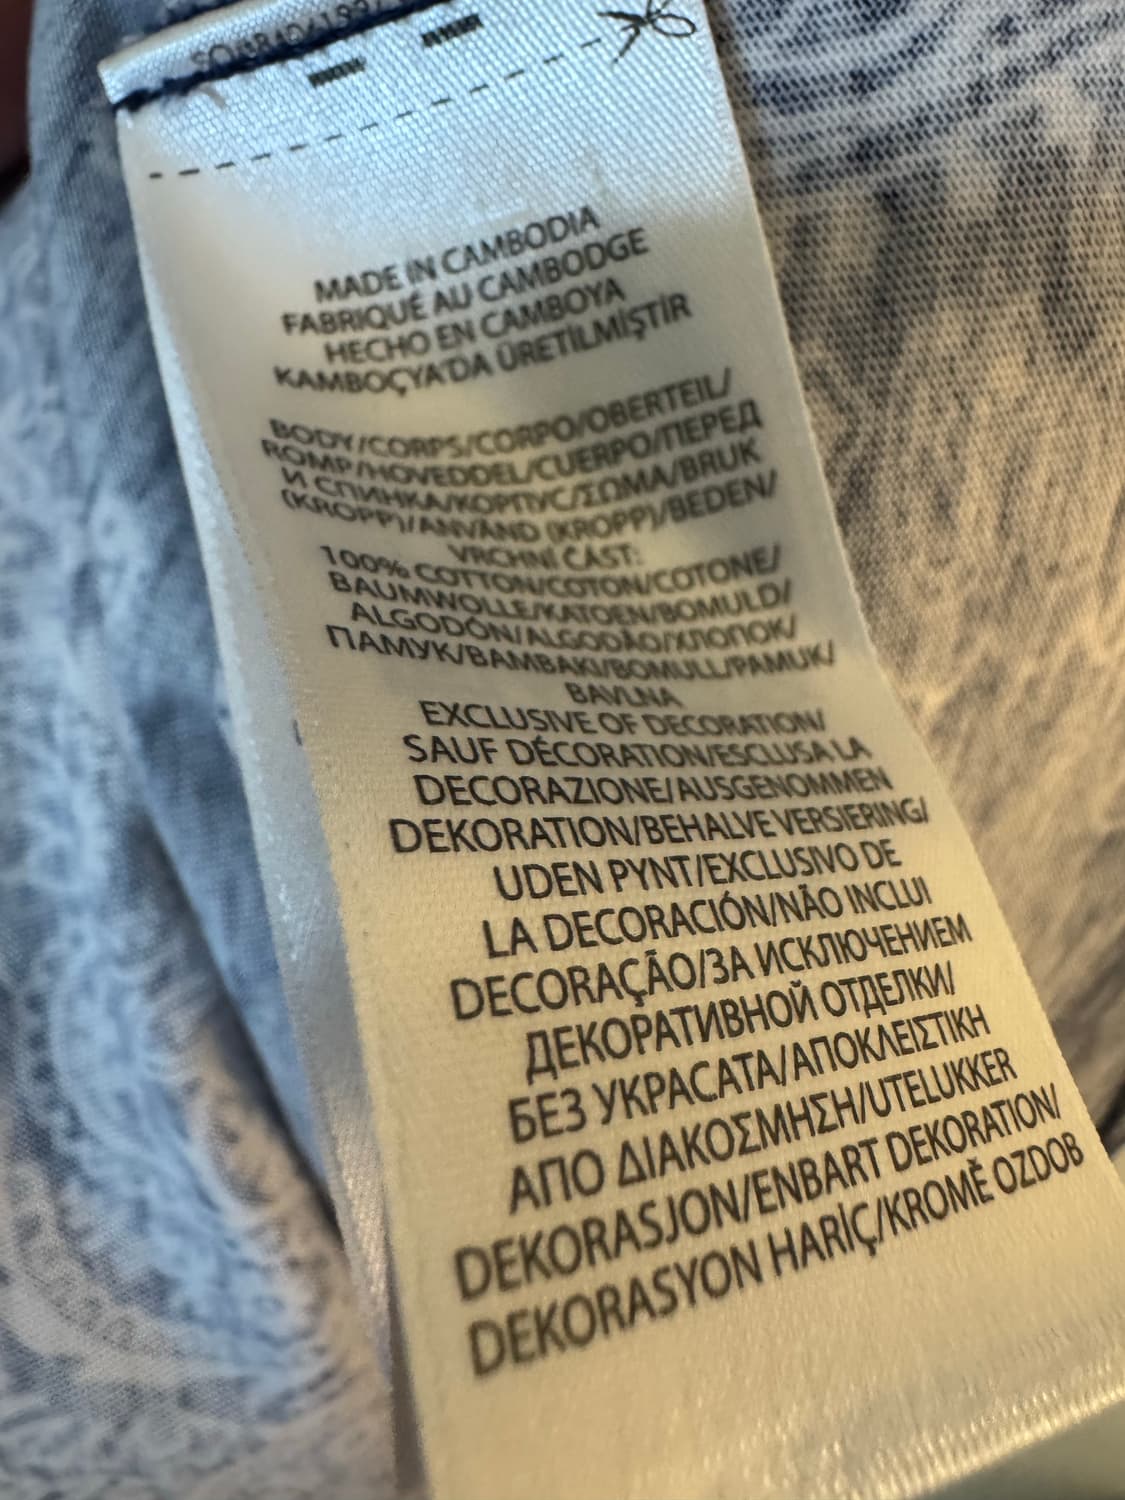 MADE IN CAMBODIA
FABRIQUÉ AU CAMBODGE
HECHO EN CAMBOYA
KAMBOÇYA'DA ÜRETİLMİŞTİR
BODY/CORPS/CORPO/OBERTEIL/
ROMP/HOVEDDEL/CUERPO/ПЕРЕД
И СПИНКА/КОРПУС/ΣΩΜΑ/BRUK
(KROPP)/ANVÄND (KROPP)/BEDEN/
VRCHNÍ ČÁST:
100% COTTON/COTON/COTONE/
BAUMWOLLE/KATOEN/BOMULD/
ALGODÓN/ALGODÃO/ХЛОПОК/
ПАМУК/ΒΑΜΒΑΚΙ/BOMULL/PAMUK/
BAVLNA
EXCLUSIVE OF DECORATION/
SAUF DÉCORATION/ESCLUSA LA
DECORAZIONE/AUSGENOMMEN
DEKORATION/BEHALVE VERSIERING/
UDEN PYNT/EXCLUSIVO DE
LA DECORACIÓN/NÃO INCLUI
DECORAÇÃO/ЗА ИСКЛЮЧЕНИЕМ
ДЕКОРАТИВНОЙ ОТДЕЛКИ/
БЕЗ УКРАСАТА/ΑΠΟΚΛΕΙΣΤΙΚΗ
ΑΠΟ ΔΙΑΚΟΣΜΗΣΗ/UTELUKKER
DEKORASJON/ENBART DEKORATION/
DEKORASYON HARİÇ/KROMĚ OZDOB